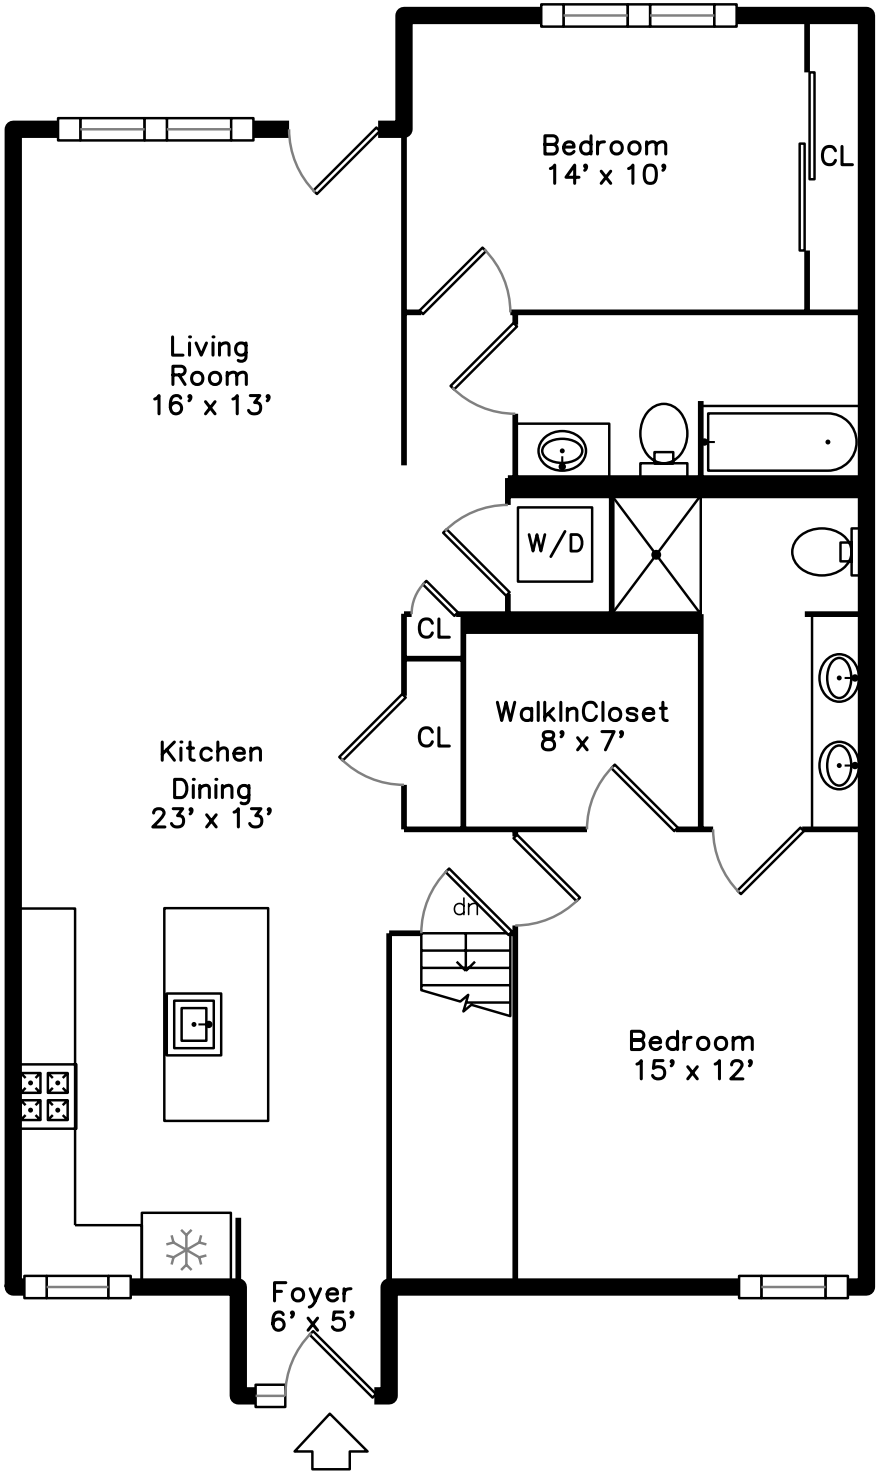 Bedroom
14' x 10'
CL
Living
Room
16' x 13'
W/D
CL
WalkInCloset
8' x 7'
CL
Kitchen
Dining
23' x 13'
dn
Bedroom
15' x 12'
Foyer
6' x 5'